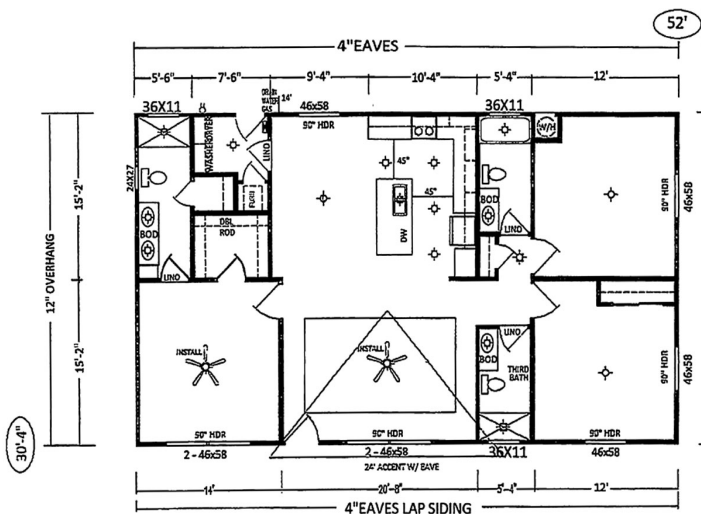 52'
4"EAVES
5'-6" 7'-6" 9'-4" 10'-4" 5'-4" 12'
DRAIN
WATER
GAS
14'
36X11
46x58
36X11
90" HDR
W/H
WASHER
DRYER
LINO
45"
24X27
15'-2"
90" HDR
46x58
45"
BOD
DBL
ROD
DW
BOD
LINO
LINO
12" OVERHANG
15'-2"
INSTALL
INSTALL
LINO
BOD
THIRD
BATH
90" HDR
46x58
30'-4"
90" HDR
90" HDR
90" HDR
2 - 46x58
2 - 46x58
36X11
46x58
24' ACCENT W/ EAVE
14' 20'-8" 5'-4" 12'
4"EAVES LAP SIDING